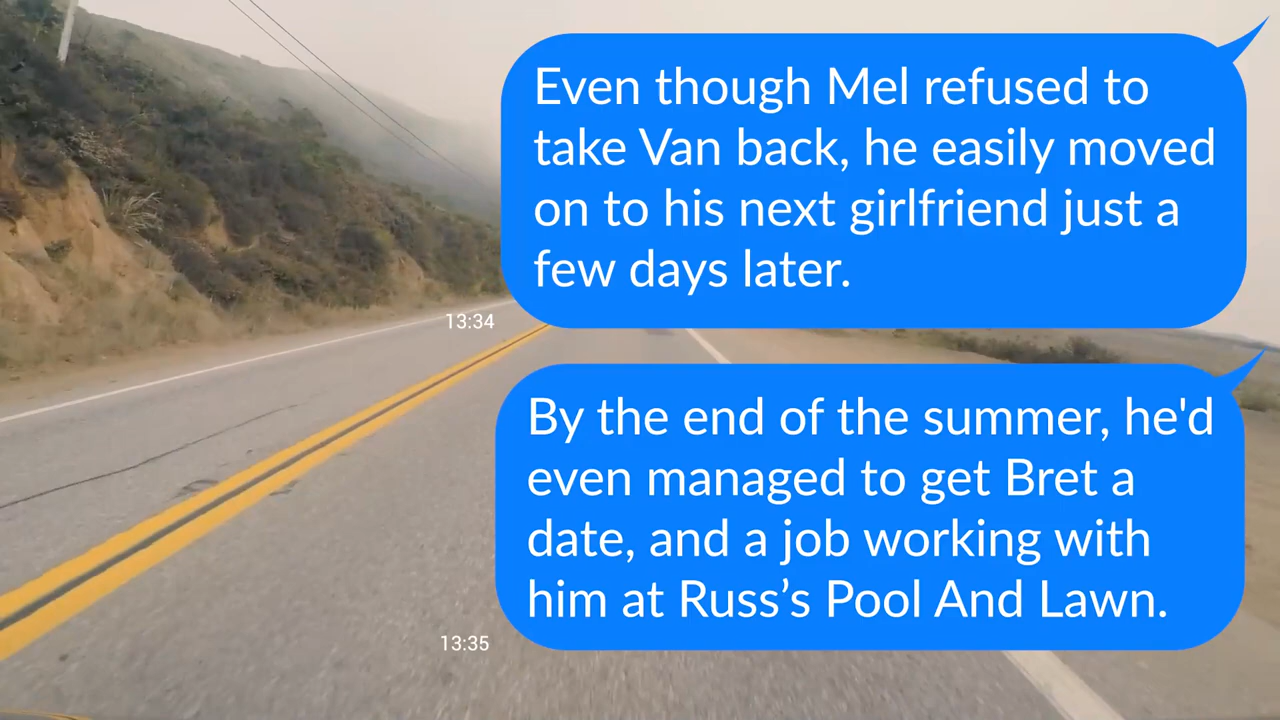 Even though Mel refused to
take Van back, he easily moved
on to his next girlfriend just a
few days later.
13:34
By the end of the summer, he'd
even managed to get Bret a
date, and a job working with
him at Russ’s Pool And Lawn.
13:35